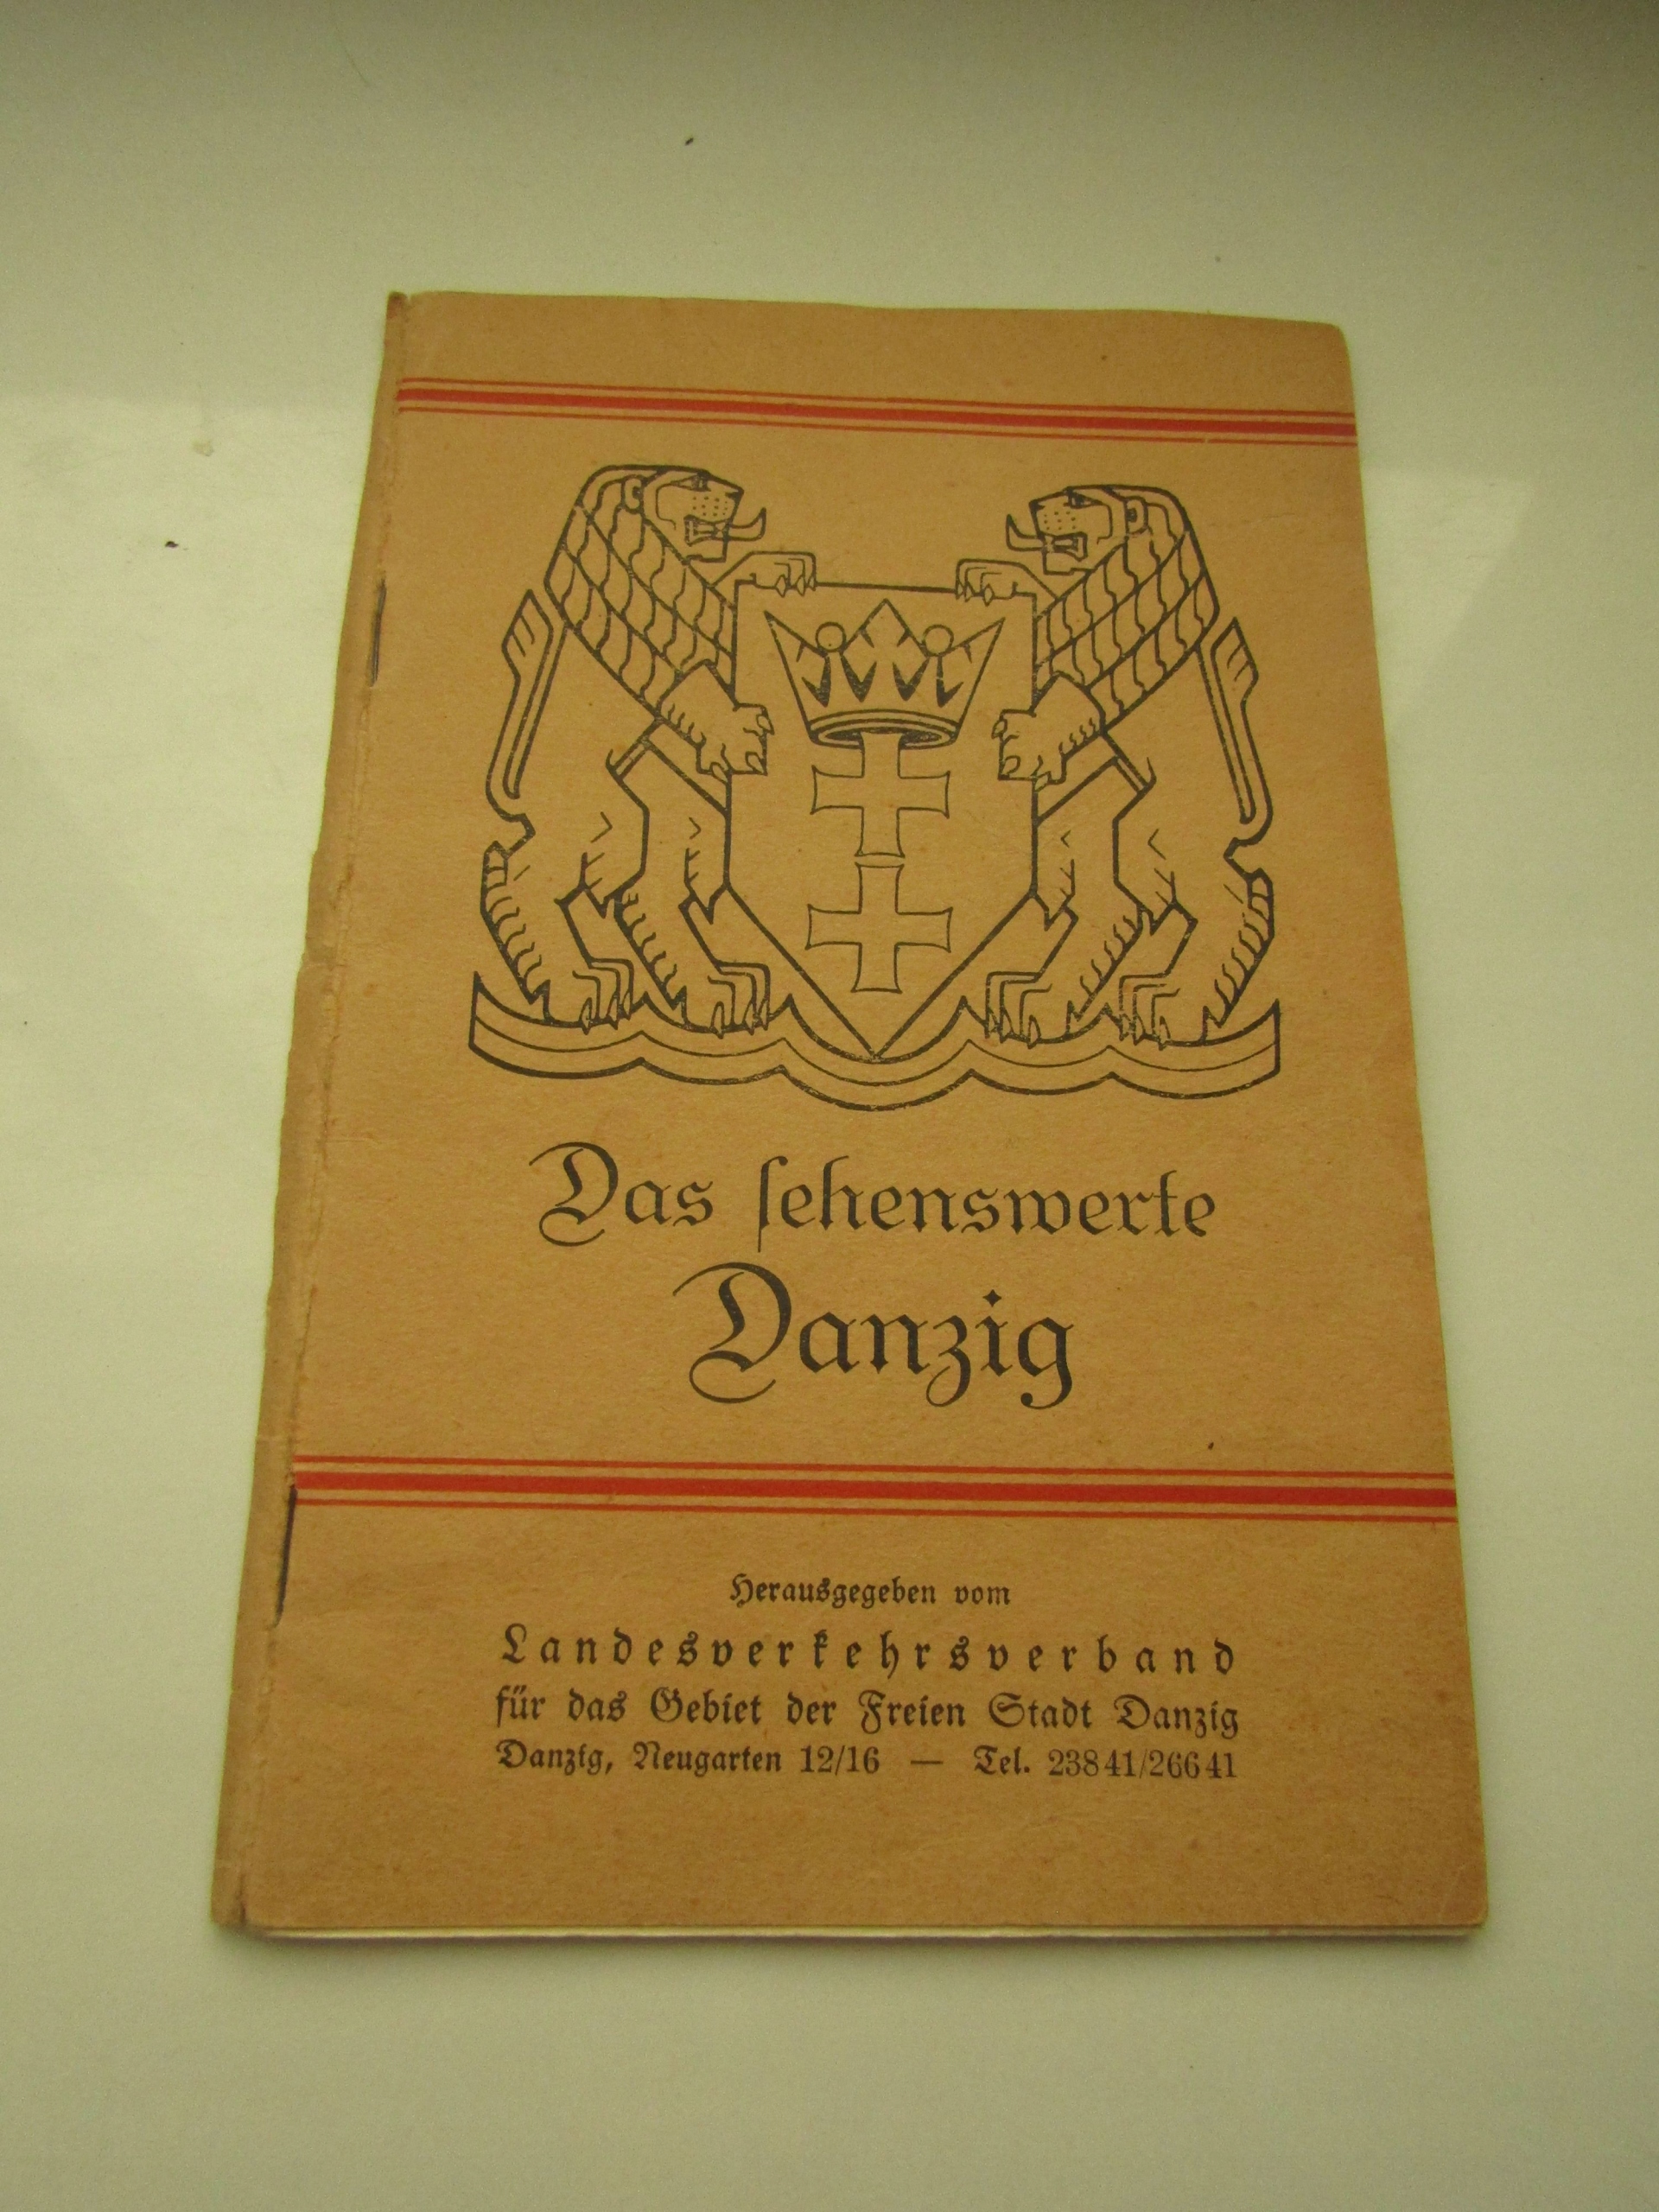 Das sehenswerte
Danzig
Herausgegeben vom
Landesverkehrsverband
für das Gebiet der Freien Stadt Danzig
Danzig, Neugarten 12/16 — Tel. 23841/26641